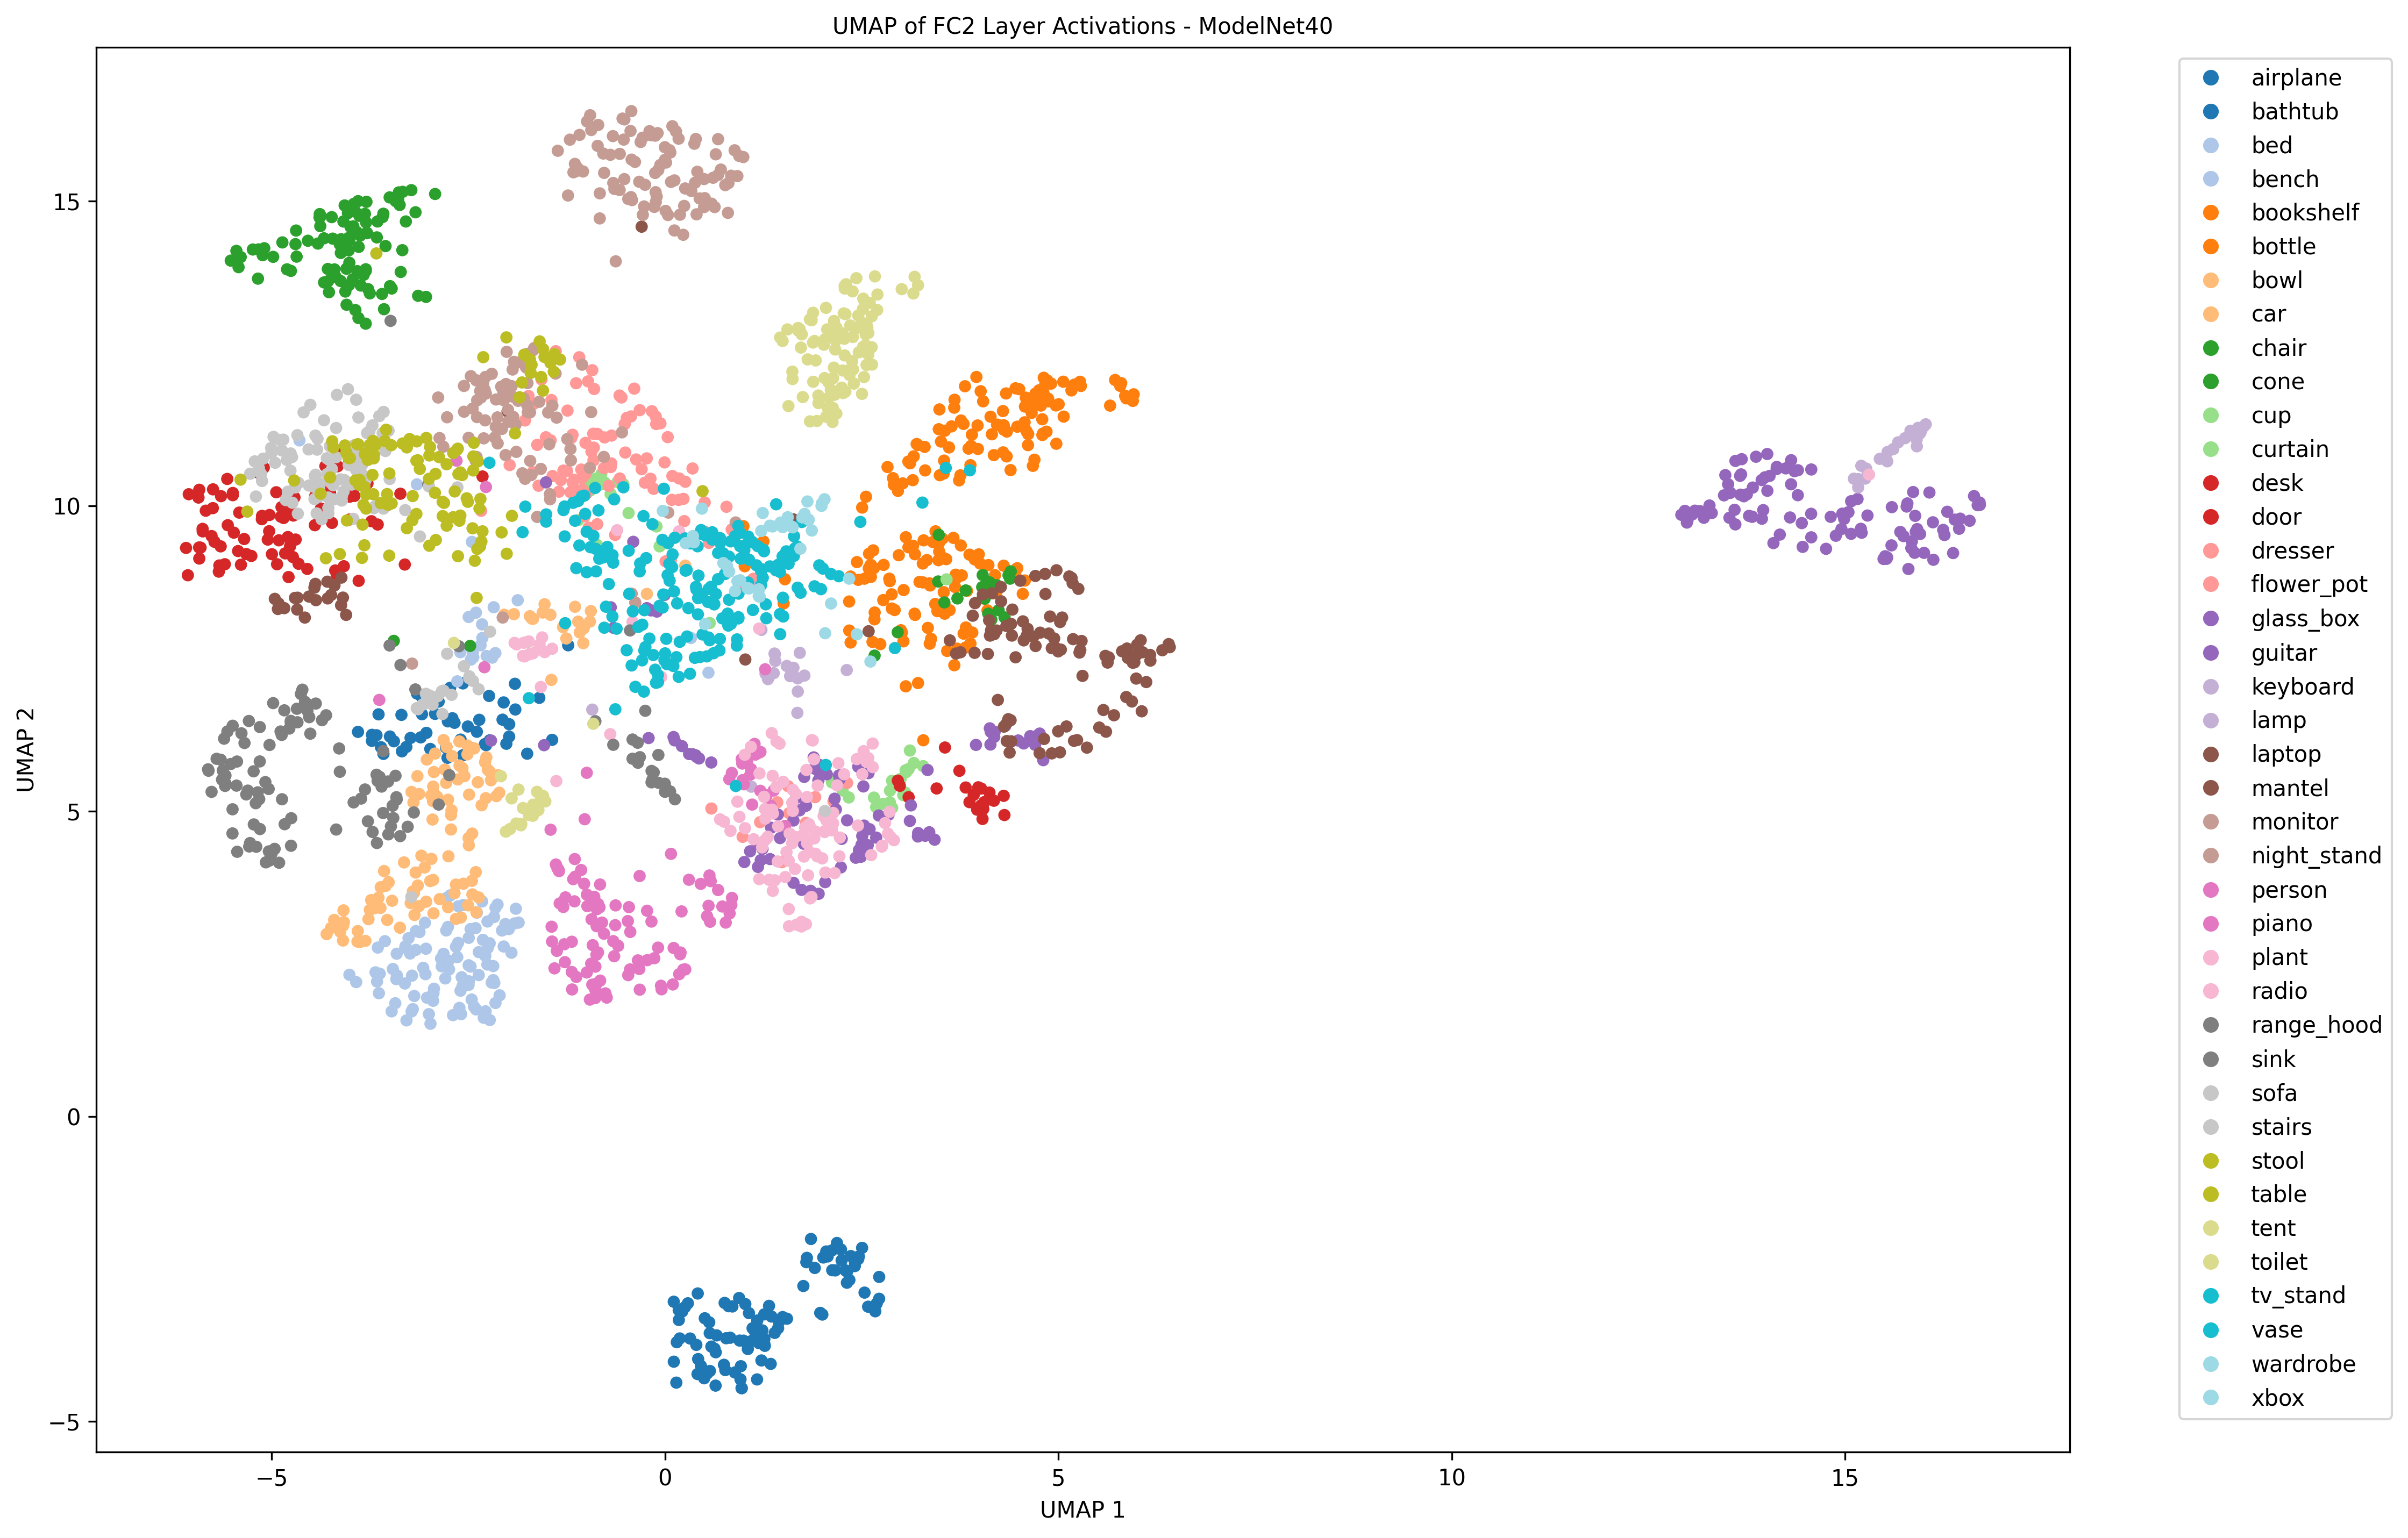 UMAP of FC2 Layer Activations - ModelNet40
15
10
5
0
−5
UMAP 2
−5
0
5
10
15
UMAP 1
airplane
bathtub
bed
bench
bookshelf
bottle
bowl
car
chair
cone
cup
curtain
desk
door
dresser
flower_pot
glass_box
guitar
keyboard
lamp
laptop
mantel
monitor
night_stand
person
piano
plant
radio
range_hood
sink
sofa
stairs
stool
table
tent
toilet
tv_stand
vase
wardrobe
xbox